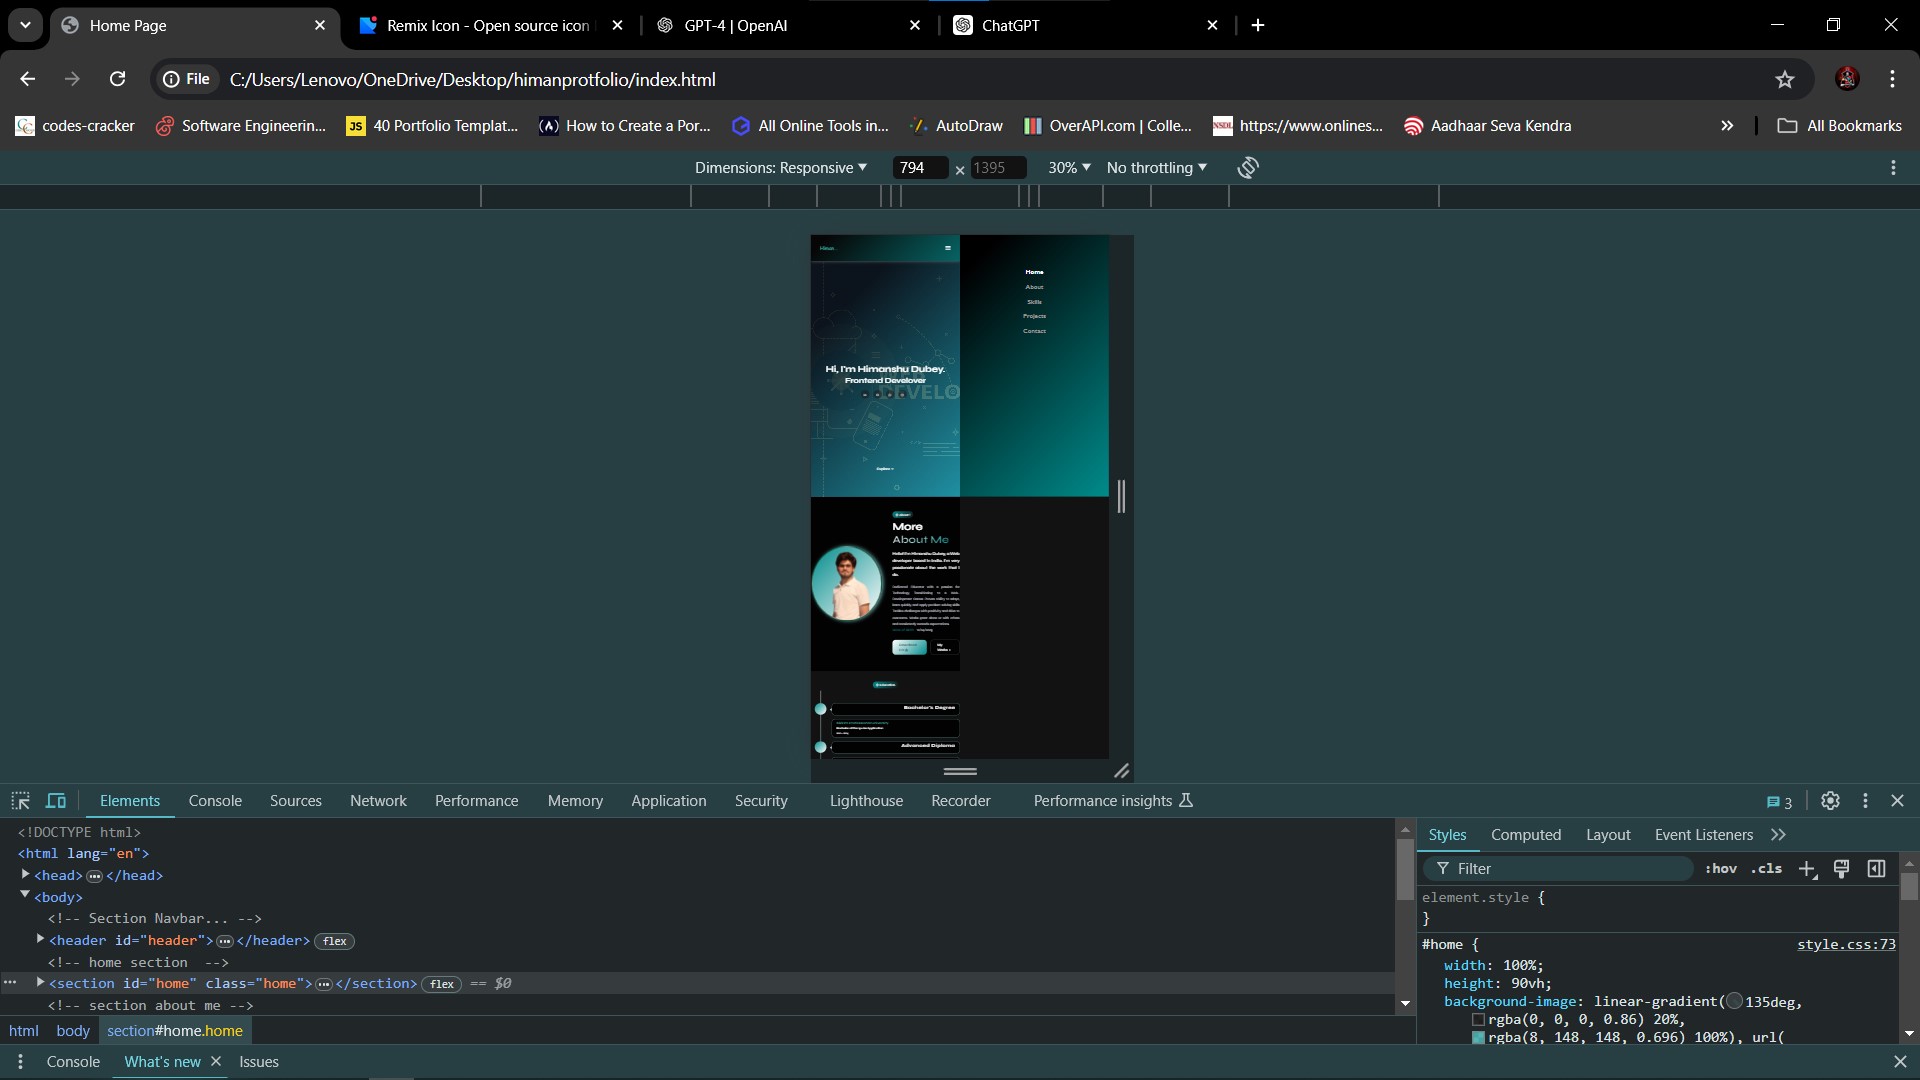 Home Page
Remix Icon - Open source icon
GPT-4 | OpenAI
ChatGPT
File
C:/Users/Lenovo/OneDrive/Desktop/himanprotfolio/index.html
codes-cracker
Software Engineerin...
40 Portfolio Templat...
How to Create a Por...
All Online Tools in...
AutoDraw
OverAPI.com | Colle...
https://www.onlines...
Aadhaar Seva Kendra
All Bookmarks
Dimensions: Responsive
794
×
1395
30%
No throttling
Home
About
Skills
Projects
Contact
Hi, I'm Himanshu Dubey.
Frontend Develover
DEVELO
More
About Me
Bachelor's Degree
Advanced Diploma
Elements
Console
Sources
Network
Performance
Memory
Application
Security
Lighthouse
Recorder
Performance insights
3
<!DOCTYPE html>
<html lang="en">
<head> ... </head>
<body>
<!-- Section Navbar... -->
<header id="header"> ... </header> flex
<!-- home section -->
... <section id="home" class="home"> ... </section> flex == $0
<!-- section about me -->
html
body
section#home.home
Styles
Computed
Layout
Event Listeners
Filter
:hov
.cls
element.style {
}
#home {
style.css:73
width: 100%;
height: 90vh;
background-image: linear-gradient(135deg,
rgba(0, 0, 0, 0.86) 20%,
rgba(8, 148, 148, 0.696) 100%), url(
Console
What's new
Issues